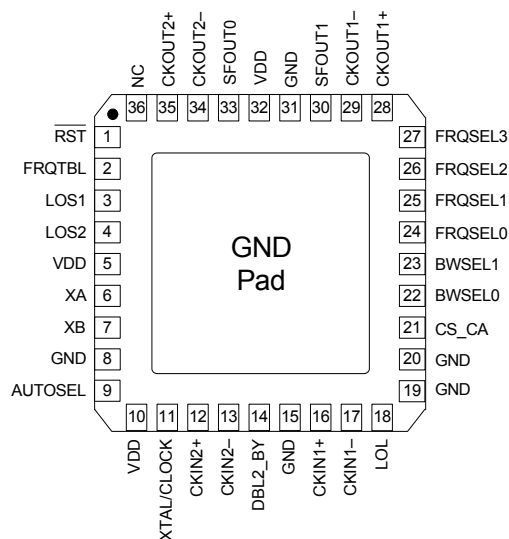 CKOUT2+
CKOUT2–
SFOUT0
VDD
GND
SFOUT1
CKOUT1–
CKOUT1+
NC
36 35 34 33 32 31 30 29 28
RST 1
FRQTBL 2
LOS1 3
LOS2 4
VDD 5
XA 6
XB 7
GND 8
AUTOSEL 9
GND
Pad
27 FRQSEL3
26 FRQSEL2
25 FRQSEL1
24 FRQSEL0
23 BWSEL1
22 BWSEL0
21 CS_CA
20 GND
19 GND
10 11 12 13 14 15 16 17 18
VDD
XTAL/CLOCK
CKIN2+
CKIN2–
DBL2_BY
GND
CKIN1+
CKIN1–
LOL